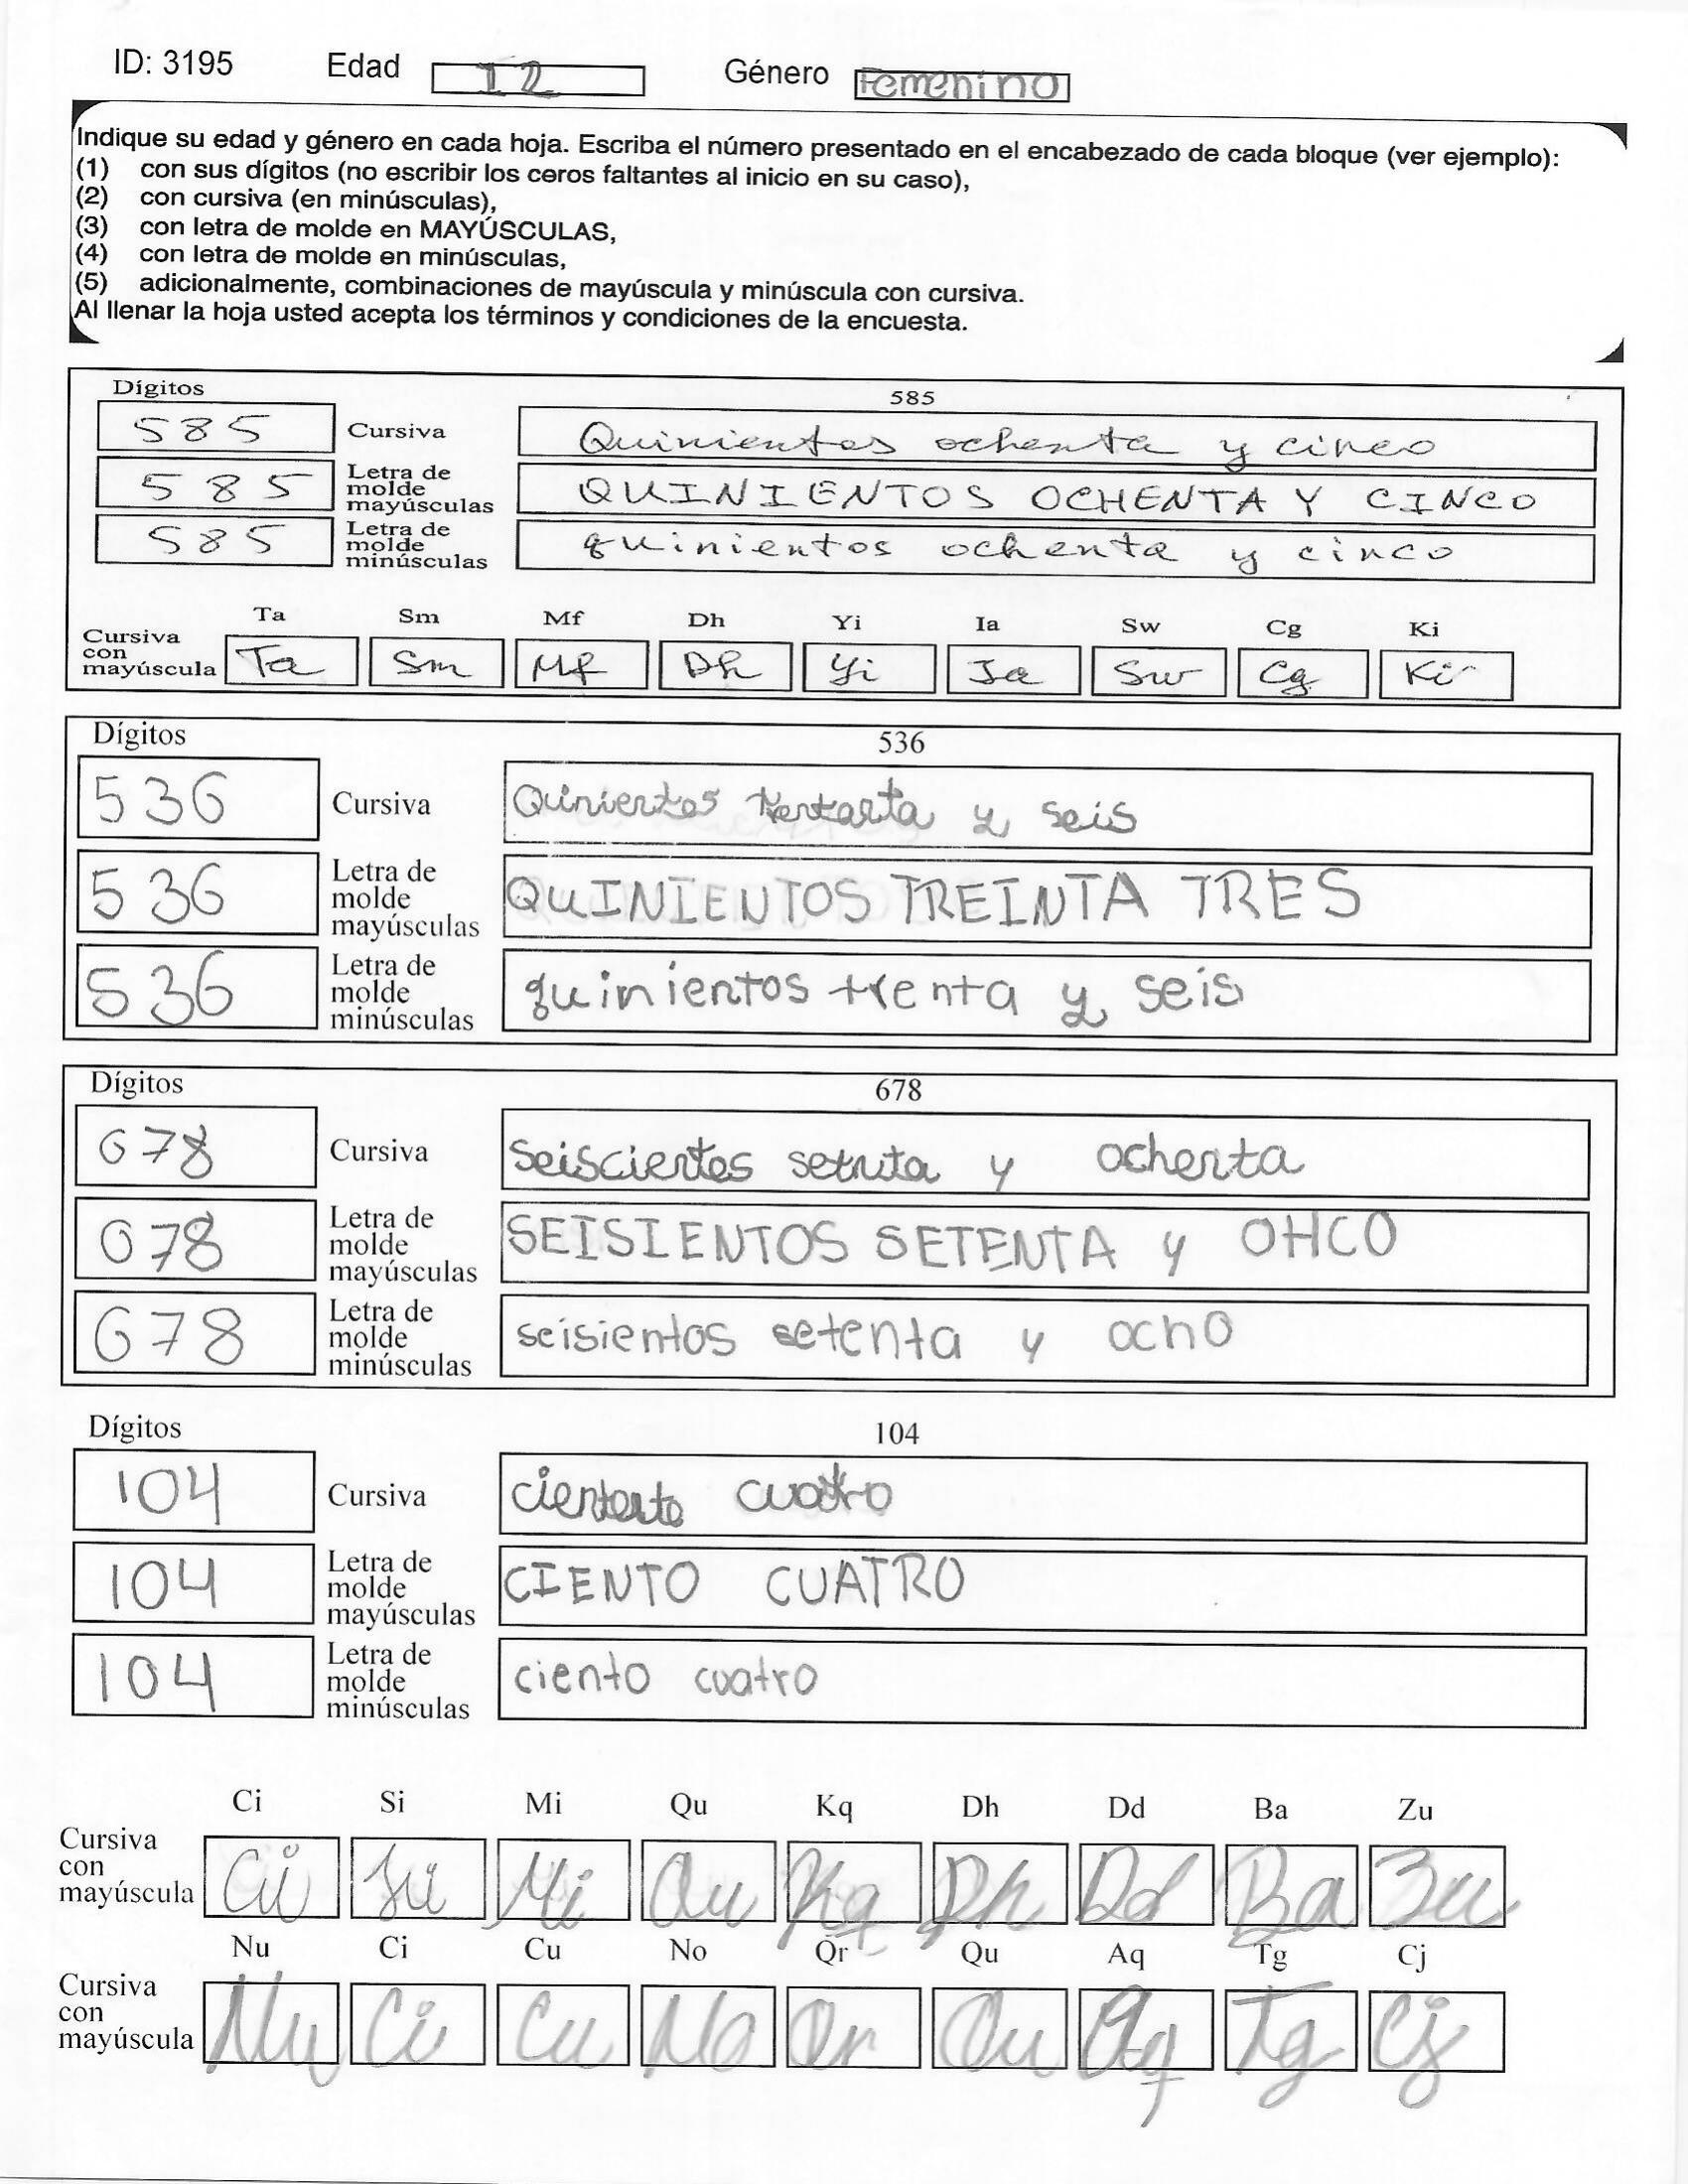 ID: 3195 Edad 12 Género Femenino
Indique su edad y género en cada hoja. Escriba el número presentado en el encabezado de cada bloque (ver ejemplo):
(1) con sus dígitos (no escribir los ceros faltantes al inicio en su caso),
(2) con cursiva (en minúsculas),
(3) con letra de molde en MAYÚSCULAS,
(4) con letra de molde en minúsculas,
(5) adicionalmente, combinaciones de mayúscula y minúscula con cursiva.
Al llenar la hoja usted acepta los términos y condiciones de la encuesta.
Dígitos 585
585 Cursiva Quinientos ochenta y cinco
585 Letra de molde mayúsculas QUINIENTOS OCHENTA Y CINCO
585 Letra de molde minúsculas quinientos ochenta y cinco
Ta Sm Mf Dh Yi Ia Sw Cg Ki
Cursiva con mayúscula Ta Sm Mf Dh Yi Ia Sw Cg Ki
Dígitos 536
536 Cursiva Quinientos y seis
536 Letra de molde mayúsculas QUINIENTOS TREINTA TRES
536 Letra de molde minúsculas quinientos trenta y seis
Dígitos 678
678 Cursiva seiscientos setnta y ochenta
678 Letra de molde mayúsculas SEISIENTOS SETENTA y OHCO
678 Letra de molde minúsculas seisientos setenta y ocho
Dígitos 104
104 Cursiva cuatro
104 Letra de molde mayúsculas CIENTO CUATRO
104 Letra de molde minúsculas ciento cuatro
Ci Si Mi Qu Kq Dh Dd Ba Zu
Cursiva con mayúscula Ci Si Mi Qu Kq Dh Dd Ba Zu
Nu Ci Cu No Qr Qu Aq Tg Cj
Cursiva con mayúscula Nu Ci Cu No Qr Qu Aq Tg Cj